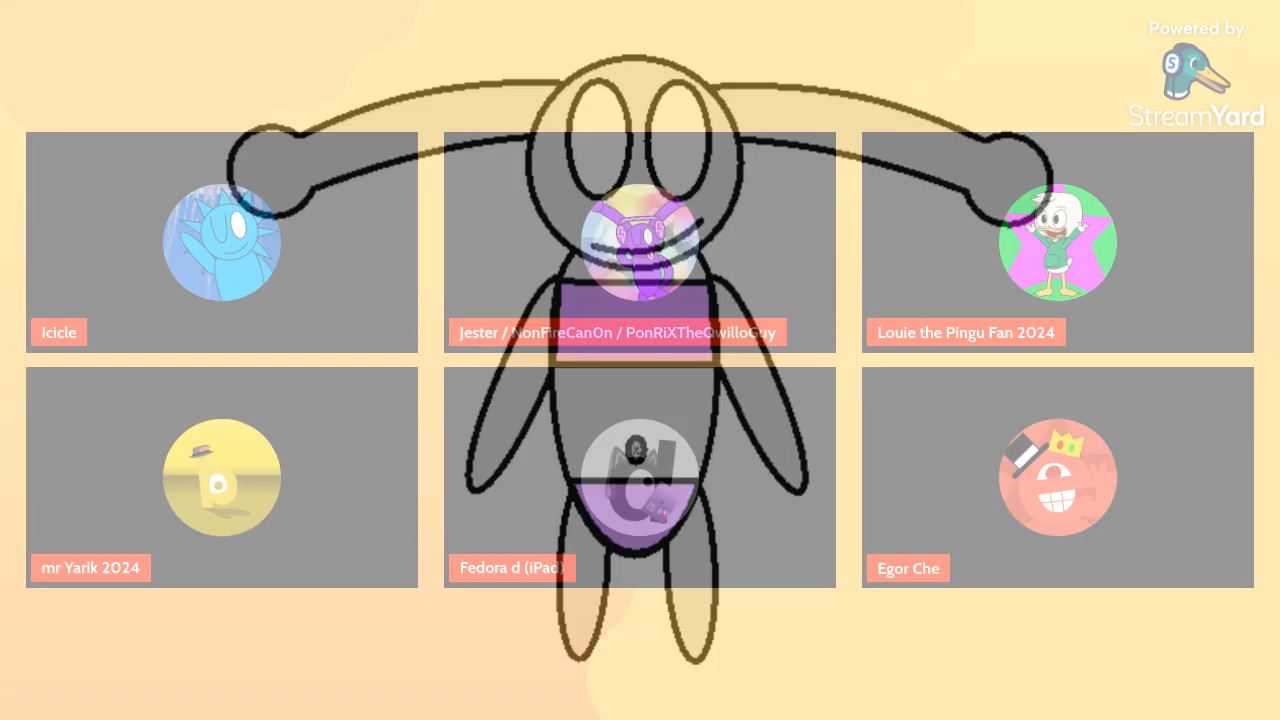 Powered by
StreamYard
Icicle
Jester / NonFireCanOn / PonRiXTheQwilloGuy
Louie the Pingu Fan 2024
mr Yarik 2024
Fedora d (iPad)
Egor Che